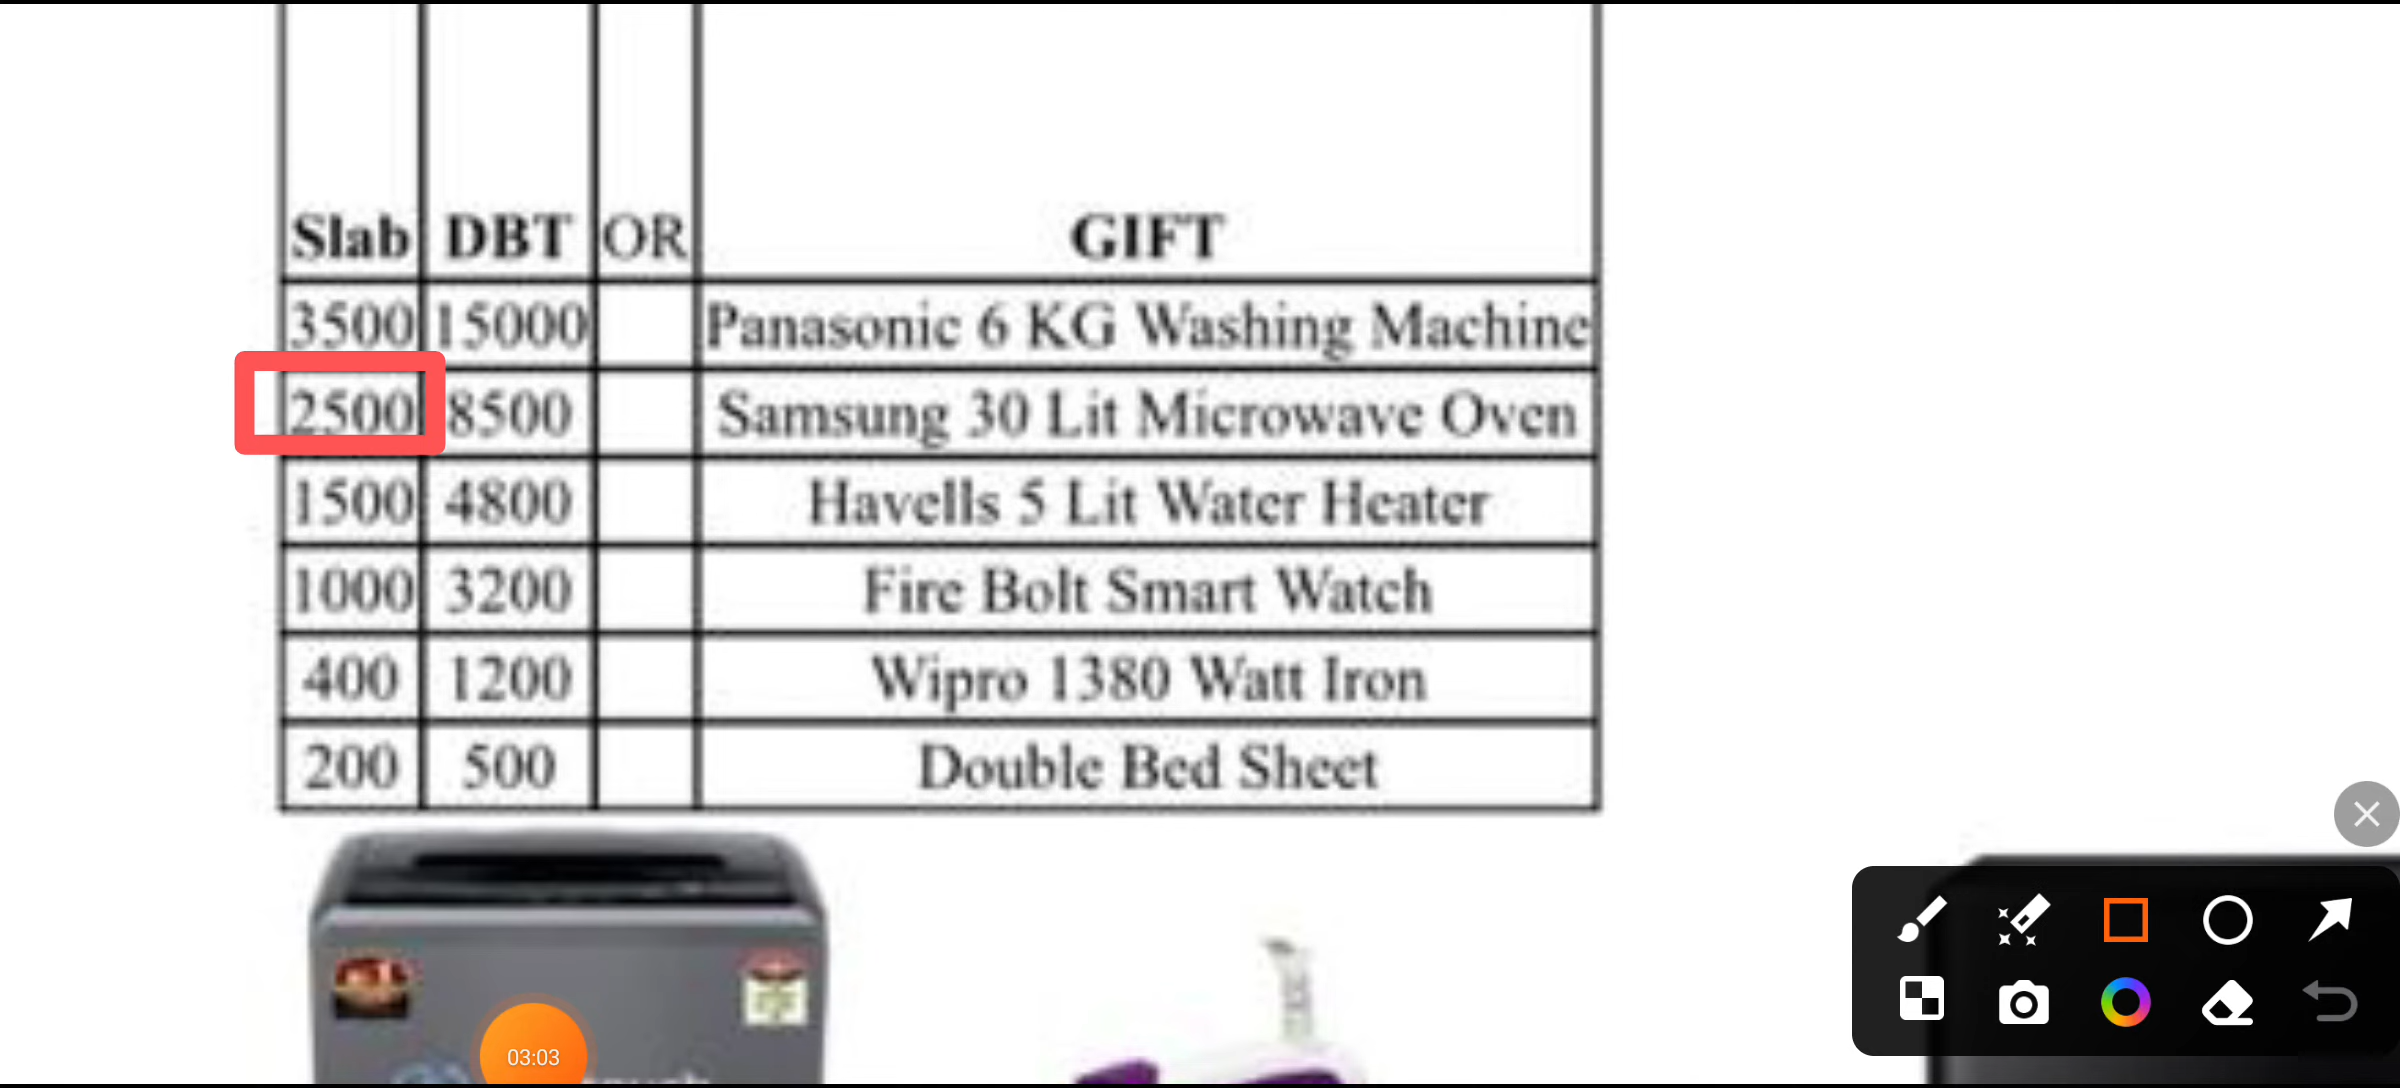 Slab DBT OR GIFT
3500 15000 Panasonic 6 KG Washing Machine
2500 8500 Samsung 30 Lit Microwave Oven
1500 4800 Havells 5 Lit Water Heater
1000 3200 Fire Bolt Smart Watch
400 1200 Wipro 1380 Watt Iron
200 500 Double Bed Sheet
03:03